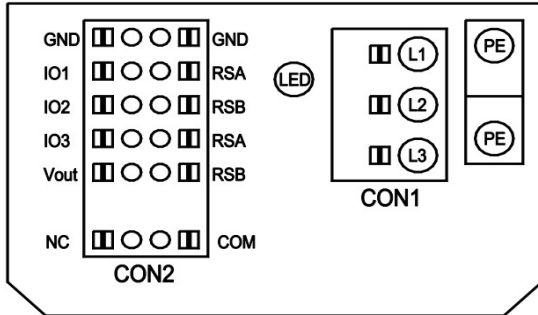 GND GND
L1 PE
IO1 RSA
LED
IO2 RSB
L2
IO3 RSA
PE
L3
Vout RSB
CON1
NC COM
CON2